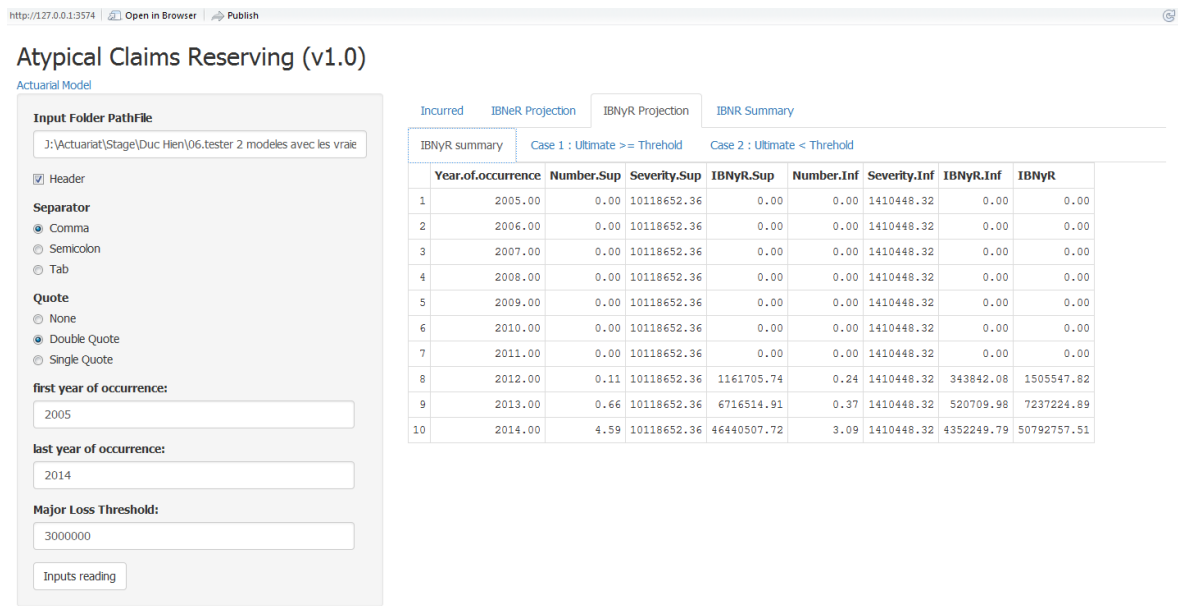 http://127.0.0.1:3574 Open in Browser Publish
Atypical Claims Reserving (v1.0)
Actuarial Model
Input Folder PathFile
J:\Actuariat\Stage\Duc Hien\06.tester 2 modeles avec les vraie
Header
Separator
Comma
Semicolon
Tab
Quote
None
Double Quote
Single Quote
first year of occurrence:
2005
last year of occurrence:
2014
Major Loss Threshold:
3000000
Inputs reading
Incurred IBNeR Projection IBNyR Projection IBNR Summary
IBNyR summary Case 1 : Ultimate >= Threhold Case 2 : Ultimate < Threhold
Year.of.occurrence Number.Sup Severity.Sup IBNyR.Sup Number.Inf Severity.Inf IBNyR.Inf IBNyR
1 2005.00 0.00 10118652.36 0.00 0.00 1410448.32 0.00 0.00
2 2006.00 0.00 10118652.36 0.00 0.00 1410448.32 0.00 0.00
3 2007.00 0.00 10118652.36 0.00 0.00 1410448.32 0.00 0.00
4 2008.00 0.00 10118652.36 0.00 0.00 1410448.32 0.00 0.00
5 2009.00 0.00 10118652.36 0.00 0.00 1410448.32 0.00 0.00
6 2010.00 0.00 10118652.36 0.00 0.00 1410448.32 0.00 0.00
7 2011.00 0.00 10118652.36 0.00 0.00 1410448.32 0.00 0.00
8 2012.00 0.11 10118652.36 1161705.74 0.24 1410448.32 343842.08 1505547.82
9 2013.00 0.66 10118652.36 6716514.91 0.37 1410448.32 520709.98 7237224.89
10 2014.00 4.59 10118652.36 46440507.72 3.09 1410448.32 4352249.79 50792757.51